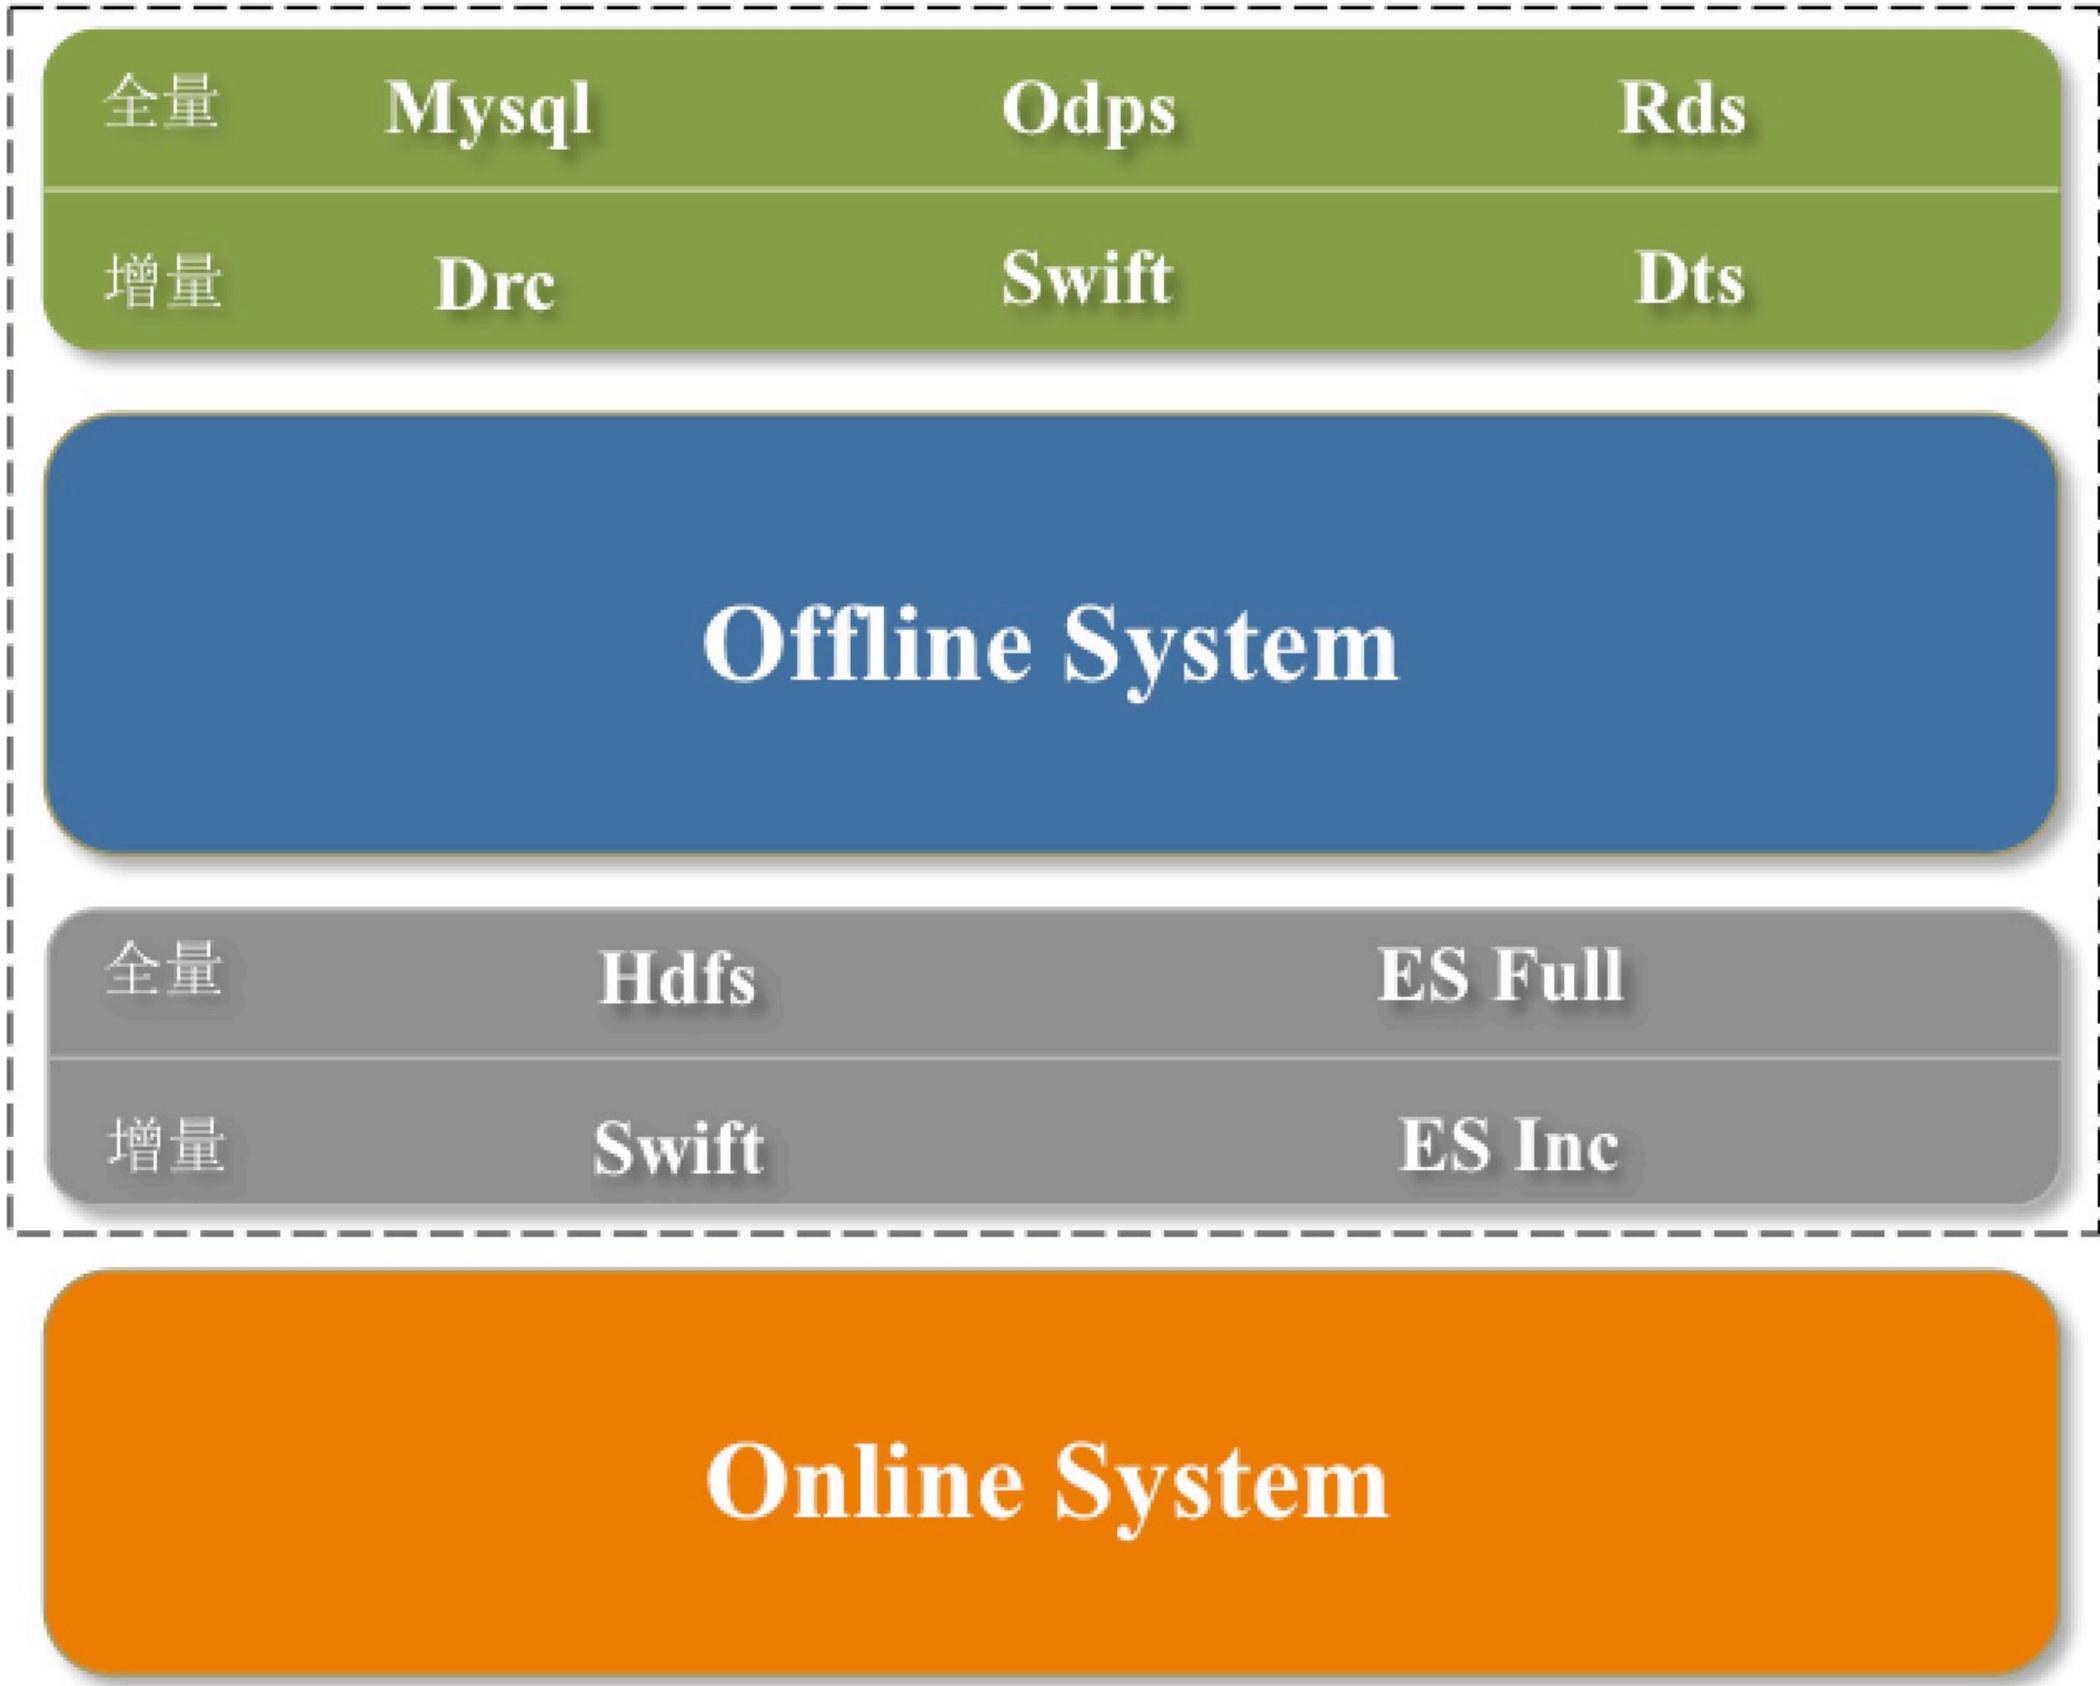 全量 Mysql Odps Rds
增量 Drc Swift Dts
Offline System
全量 Hdfs ES Full
增量 Swift ES Inc
Online System